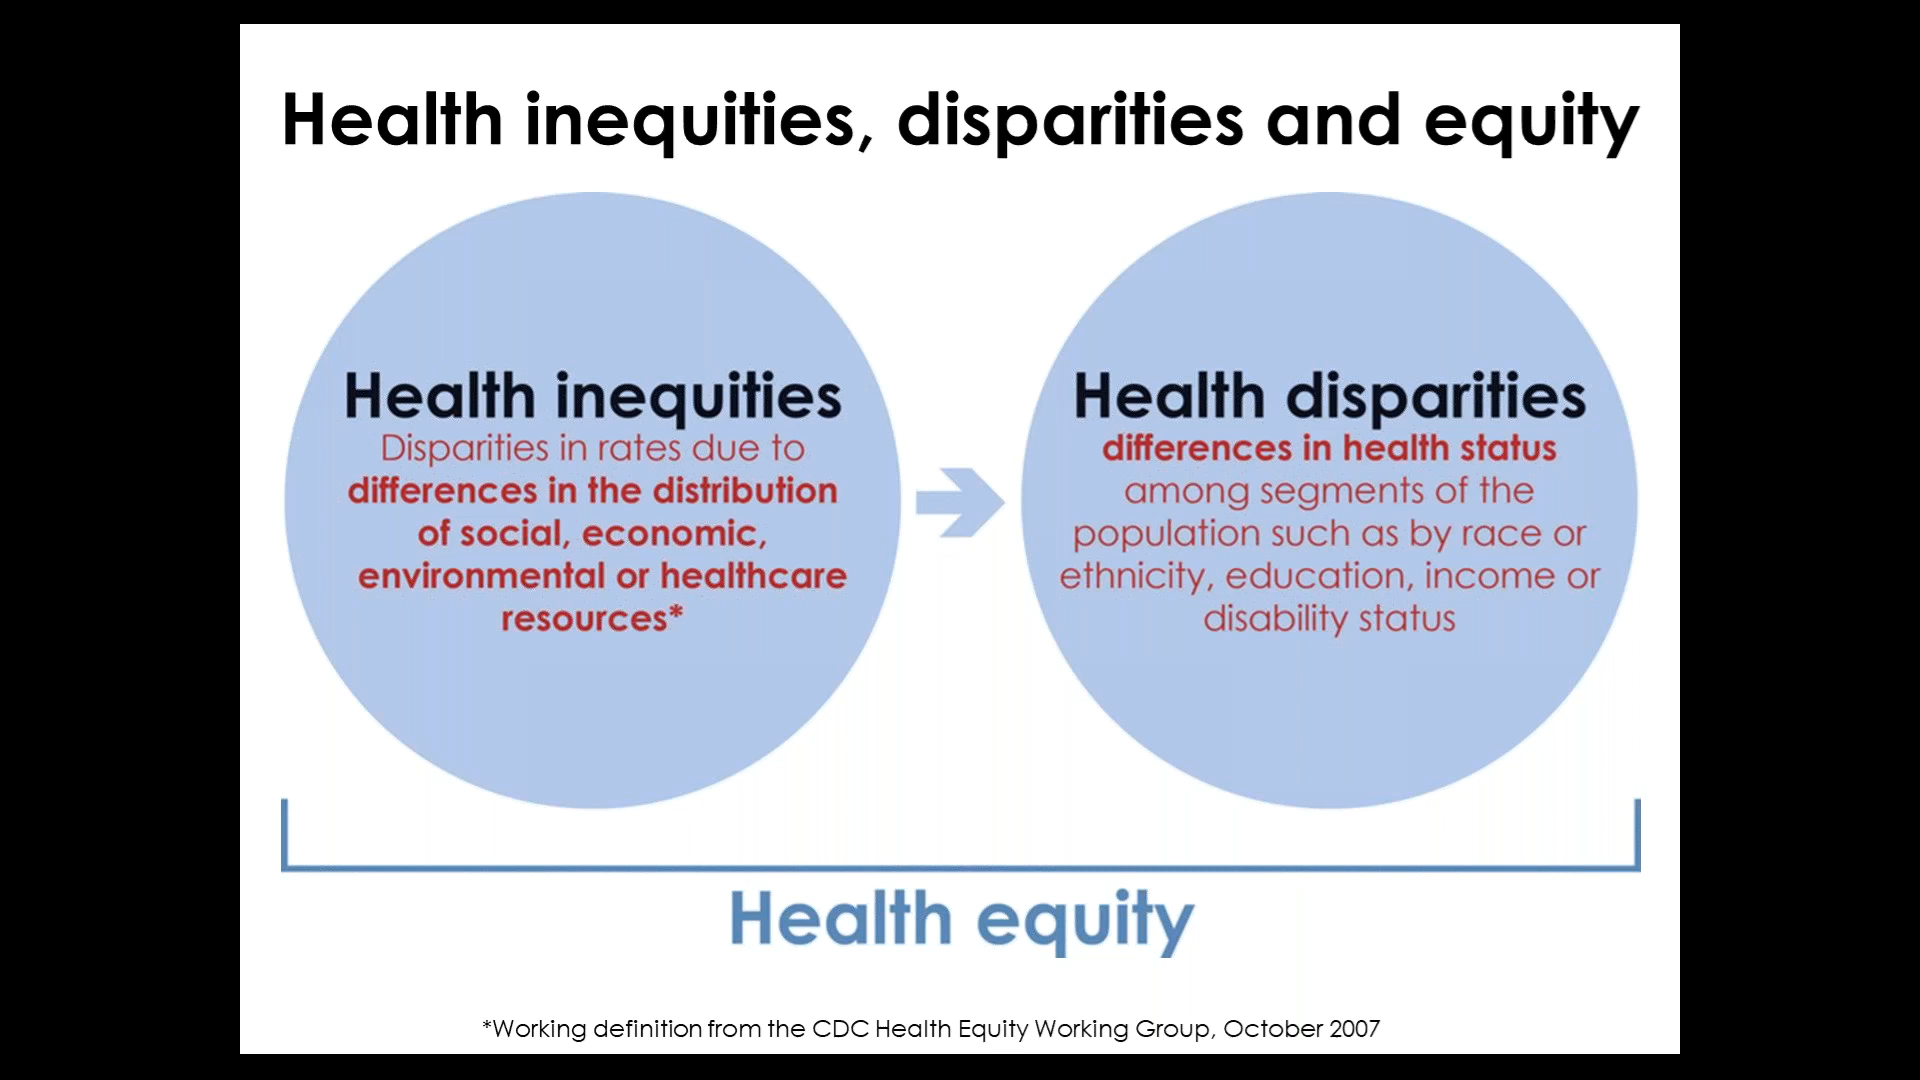 Health inequities, disparities and equity
Health inequities
Disparities in rates due to
differences in the distribution
of social, economic,
environmental or healthcare
resources*
Health disparities
differences in health status
among segments of the
population such as by race or
ethnicity, education, income or
disability status
Health equity
*Working definition from the CDC Health Equity Working Group, October 2007